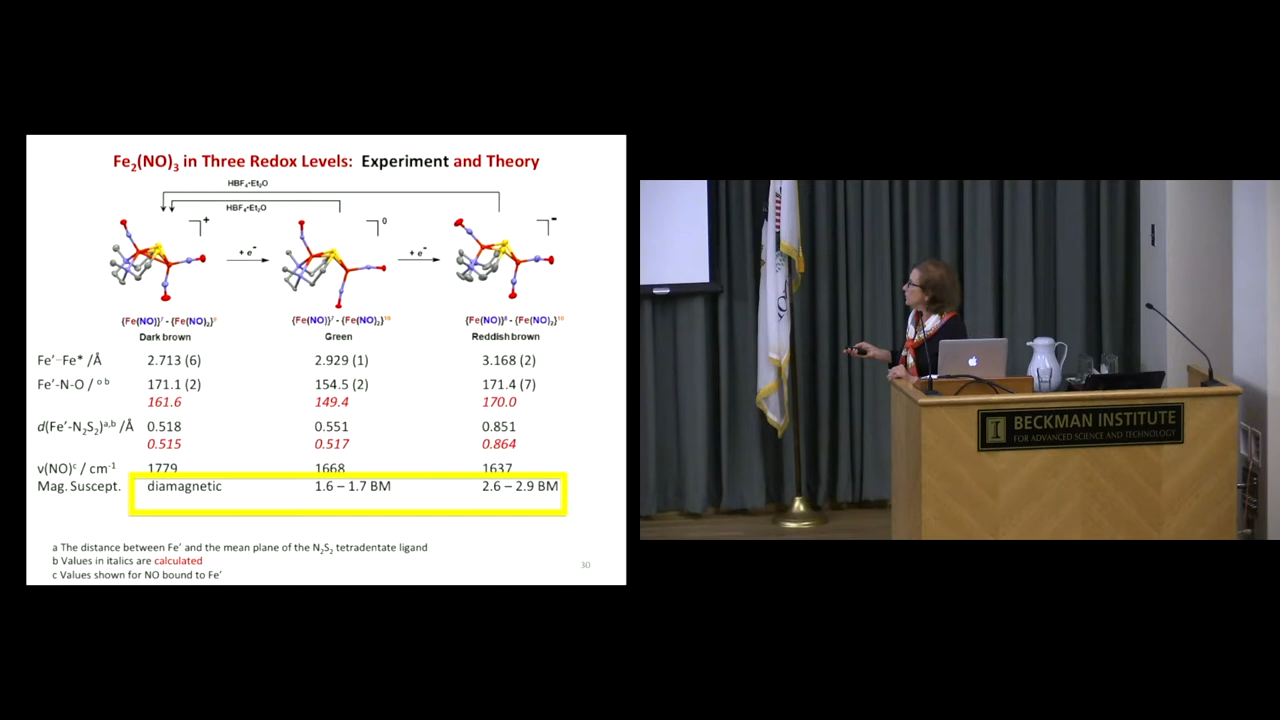 Fe₂(NO)₃ in Three Redox Levels: Experiment and Theory
HBF₄·Et₂O
HBF₄·Et₂O
+
0
-
+ e⁻
+ e⁻
{Fe(NO)}⁷ - {Fe(NO)₂}⁹
{Fe(NO)}⁷ - {Fe(NO)₂}¹⁰
{Fe(NO)}⁸ - {Fe(NO)₂}¹⁰
Dark brown
Green
Reddish brown
Fe'··Fe* /Å 2.713 (6) 2.929 (1) 3.168 (2)
Fe'-N-O / ° ᵇ 171.1 (2) 154.5 (2) 171.4 (7)
161.6 149.4 170.0
d(Fe'-N₂S₂)ᵃ,ᵇ /Å 0.518 0.551 0.851
0.515 0.517 0.864
ν(NO)ᶜ / cm⁻¹ 1779 1668 1637
Mag. Suscept. diamagnetic 1.6 – 1.7 BM 2.6 – 2.9 BM
a The distance between Fe' and the mean plane of the N₂S₂ tetradentate ligand
b Values in italics are calculated
c Values shown for NO bound to Fe'
30
I
BECKMAN INSTITUTE
FOR ADVANCED SCIENCE AND TECHNOLOGY